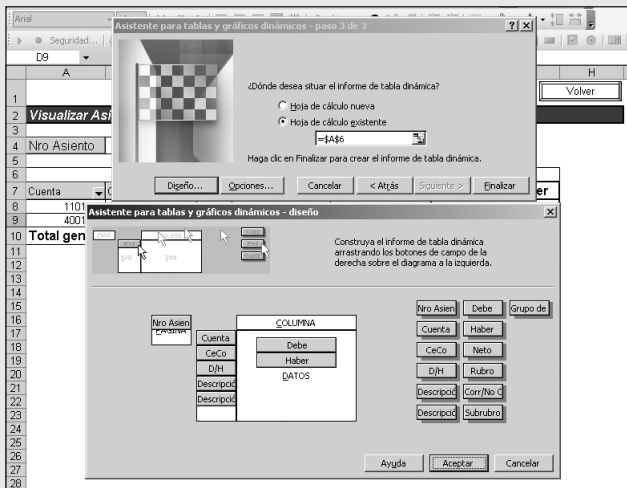 Arial
Asistente para tablas y gráficos dinámicos - paso 3 de 3
Seguridad...
D9
A
H
¿Dónde desea situar el informe de tabla dinámica?
Hoja de cálculo nueva
Hoja de cálculo existente
=$A$6
Haga clic en Finalizar para crear el informe de tabla dinámica.
Diseño...
Opciones...
Cancelar
< Atrás
Siguiente >
Finalizar
1
Volver
2
Visualizar Asi
3
4
Nro Asiento
5
6
7
Cuenta
8
1101
9
4001
10
Total gen
Asistente para tablas y gráficos dinámicos - diseño
Construya el informe de tabla dinámica
arrastrando los botones de campo de la
derecha sobre el diagrama a la izquierda.
11
12
13
14
15
16
17
18
19
20
21
22
23
24
25
26
27
28
Nro Asien
PÁGINA
Cuenta
CeCo
D/H
Descripció
Descripció
COLUMNA
Debe
Haber
DATOS
Nro Asien
Debe
Grupo de
Cuenta
Haber
CeCo
Neto
D/H
Rubro
Descripció
Corr/No C
Descripció
Subrubro
Ayuda
Aceptar
Cancelar